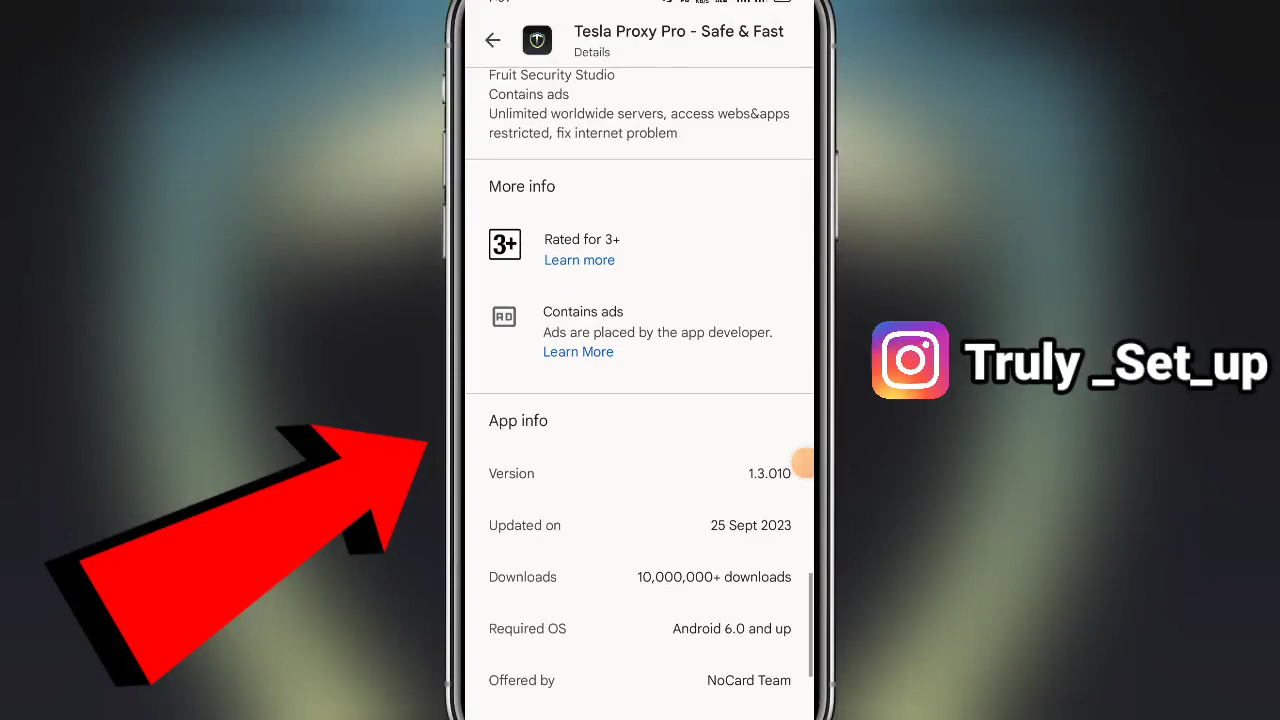 Tesla Proxy Pro - Safe & Fast
Details
Fruit Security Studio
Contains ads
Unlimited worldwide servers, access webs&apps
restricted, fix internet problem
More info
3+
Rated for 3+
Learn more
AD
Contains ads
Ads are placed by the app developer.
Learn More
Truly _Set_up
App info
Version 1.3.010
Updated on 25 Sept 2023
Downloads 10,000,000+ downloads
Required OS Android 6.0 and up
Offered by NoCard Team